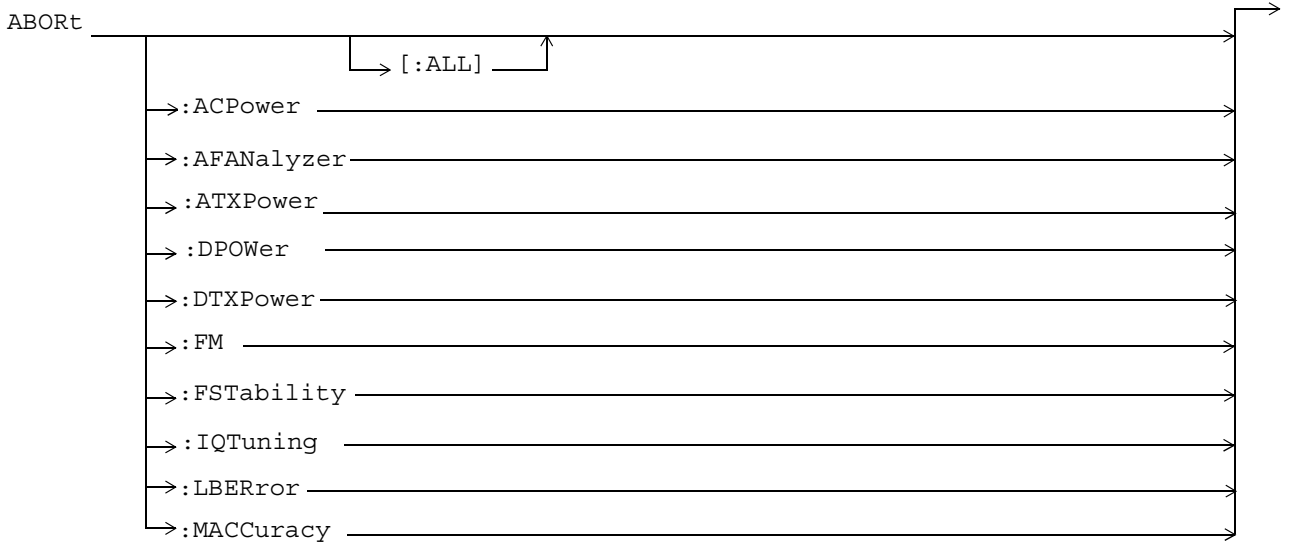 ABORt
[:ALL]
:ACPower
:AFANalyzer
:ATXPower
:DPOWer
:DTXPower
:FM
:FSTability
:IQTuning
:LBERror
:MACCuracy